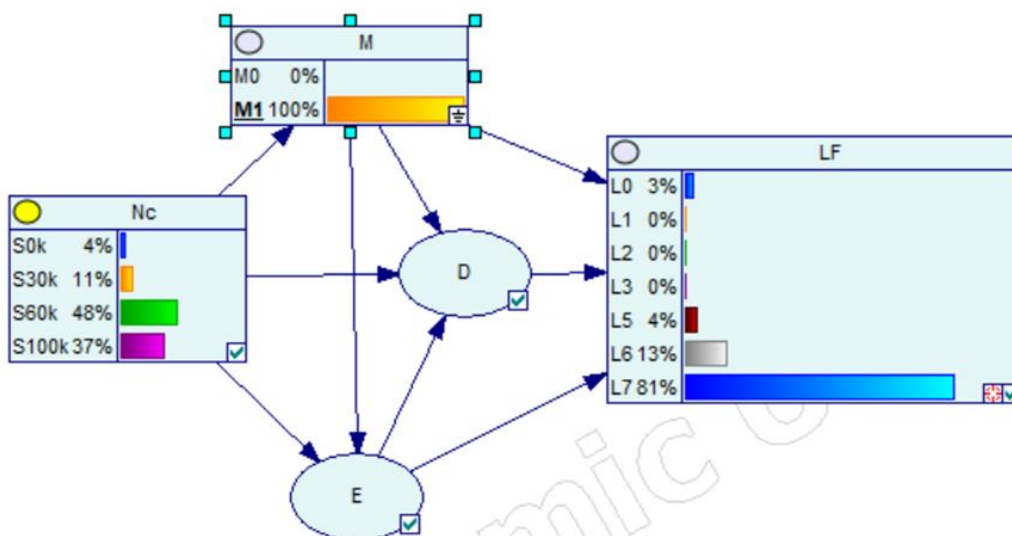 M
M0 0%
M1 100%
LF
L0 3%
L1 0%
L2 0%
L3 0%
L5 4%
L6 13%
L7 81%
Nc
S0k 4%
S30k 11%
S60k 48%
S100k 37%
D
E